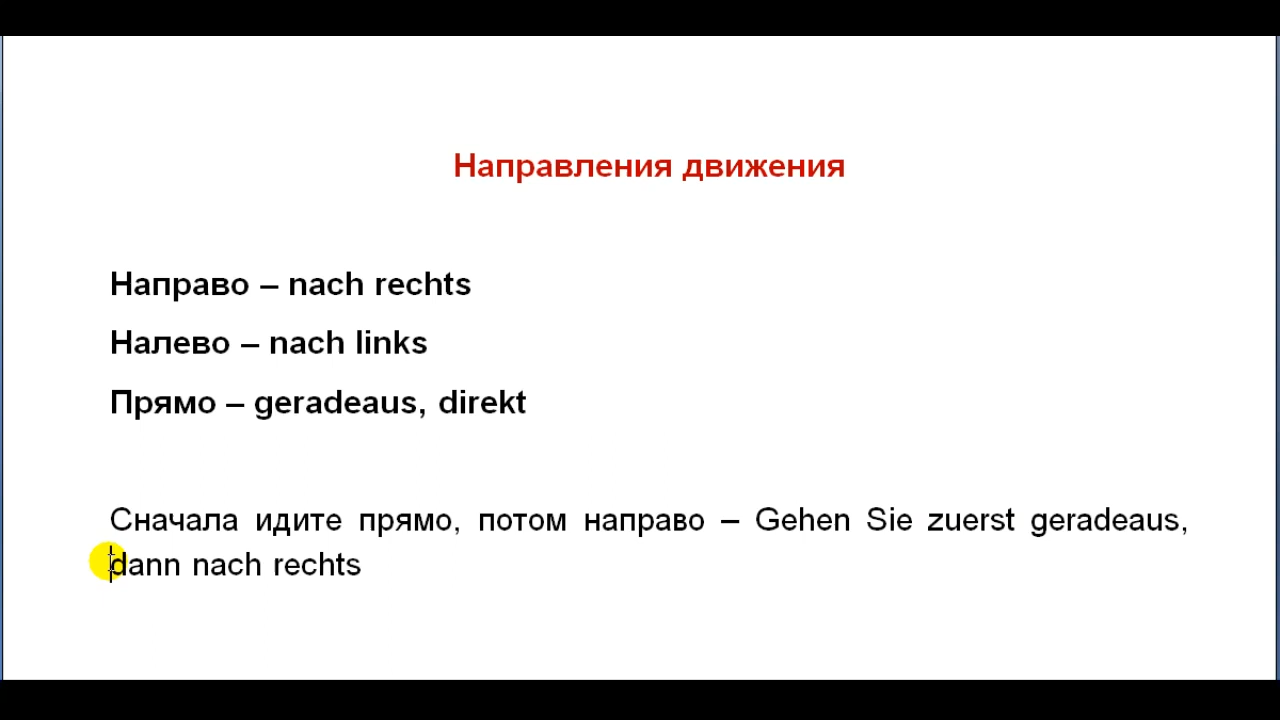 Направления движения
Направо – nach rechts
Налево – nach links
Прямо – geradeaus, direkt
Сначала идите прямо, потом направо – Gehen Sie zuerst geradeaus,
dann nach rechts